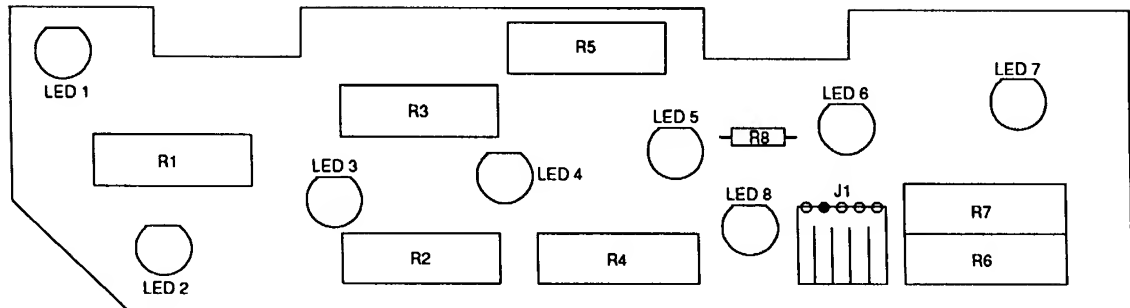 R5
LED 7
LED 1
LED 6
R3
LED 5
R8
R1
LED 3
LED 4
LED 8
J1
R7
R2
R4
R6
LED 2